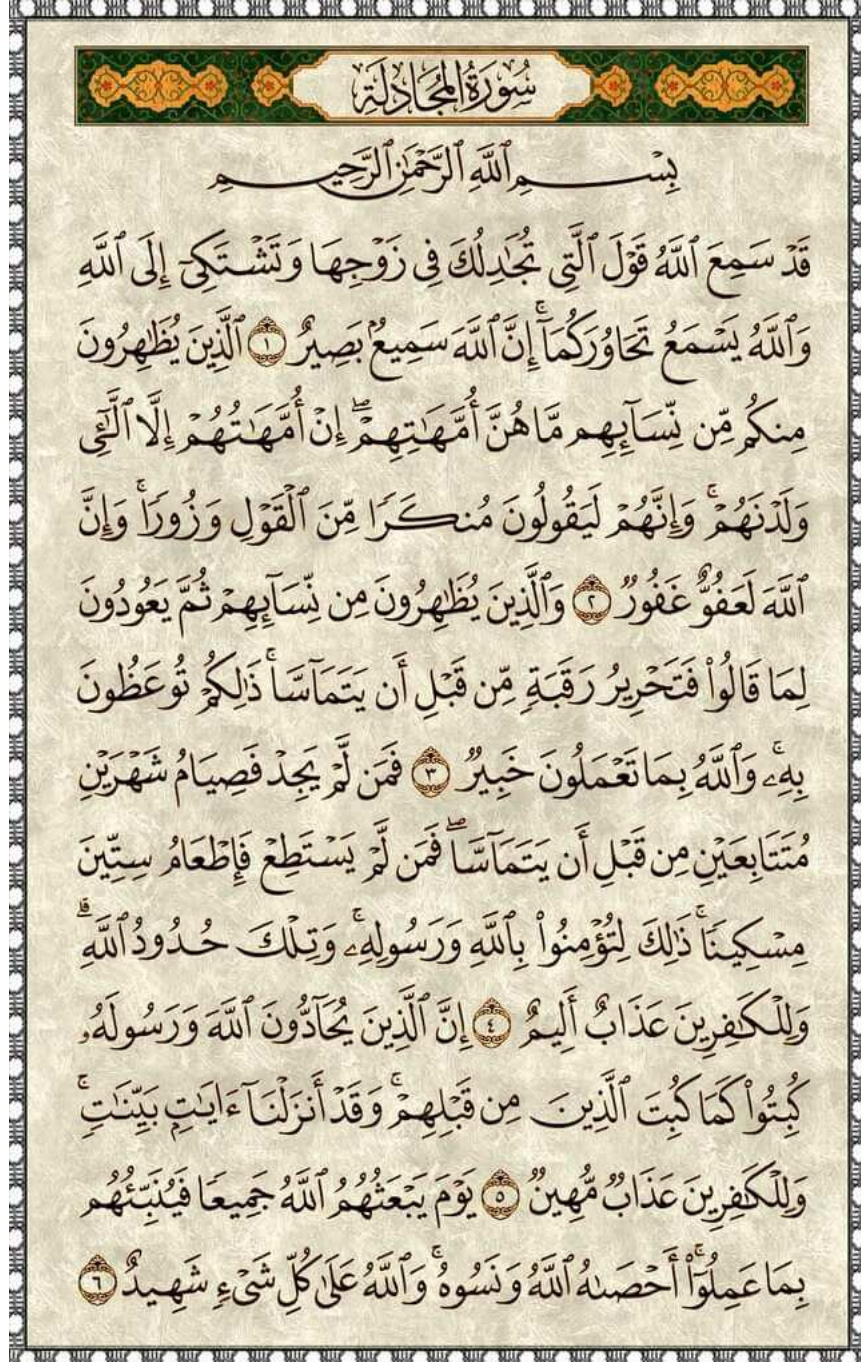 سُورَةُ المُجَادلَةِ
بِسْمِ ٱللَّهِ ٱلرَّحْمَٰنِ ٱلرَّحِيمِ
قَدْ سَمِعَ ٱللَّهُ قَوْلَ ٱلَّتِي تُجَٰدِلُكَ فِي زَوْجِهَا وَتَشْتَكِيٓ إِلَى ٱللَّهِ
وَٱللَّهُ يَسْمَعُ تَحَاوُرَكُمَآۚ إِنَّ ٱللَّهَ سَمِيعُۢ بَصِيرٌ ١ ٱلَّذِينَ يُظَٰهِرُونَ
مِنكُم مِّن نِّسَآئِهِم مَّا هُنَّ أُمَّهَٰتِهِمْۖ إِنْ أُمَّهَٰتُهُمْ إِلَّا ٱلَّٰٓـِٔي
وَلَدْنَهُمْۚ وَإِنَّهُمْ لَيَقُولُونَ مُنكَرًا مِّنَ ٱلْقَوْلِ وَزُورًاۚ وَإِنَّ
ٱللَّهَ لَعَفُوٌّ غَفُورٌ ٢ وَٱلَّذِينَ يُظَٰهِرُونَ مِن نِّسَآئِهِمْ ثُمَّ يَعُودُونَ
لِمَا قَالُوا۟ فَتَحْرِيرُ رَقَبَةٍ مِّن قَبْلِ أَن يَتَمَآسَّاۚ ذَٰلِكُمْ تُوعَظُونَ
بِهِۦۚ وَٱللَّهُ بِمَا تَعْمَلُونَ خَبِيرٌ ٣ فَمَن لَّمْ يَجِدْ فَصِيَامُ شَهْرَيْنِ
مُتَتَابِعَيْنِ مِن قَبْلِ أَن يَتَمَآسَّاۖ فَمَن لَّمْ يَسْتَطِعْ فَإِطْعَامُ سِتِّينَ
مِسْكِينًاۚ ذَٰلِكَ لِتُؤْمِنُوا۟ بِٱللَّهِ وَرَسُولِهِۦۚ وَتِلْكَ حُدُودُ ٱللَّهِۗ
وَلِلْكَٰفِرِينَ عَذَابٌ أَلِيمٌ ٤ إِنَّ ٱلَّذِينَ يُحَآدُّونَ ٱللَّهَ وَرَسُولَهُۥ
كُبِتُوا۟ كَمَا كُبِتَ ٱلَّذِينَ مِن قَبْلِهِمْۚ وَقَدْ أَنزَلْنَآ ءَايَٰتٍۭ بَيِّنَٰتٍۚ
وَلِلْكَٰفِرِينَ عَذَابٌ مُّهِينٌ ٥ يَوْمَ يَبْعَثُهُمُ ٱللَّهُ جَمِيعًا فَيُنَبِّئُهُم
بِمَا عَمِلُوٓا۟ۚ أَحْصَىٰهُ ٱللَّهُ وَنَسُوهُۚ وَٱللَّهُ عَلَىٰ كُلِّ شَيْءٍ شَهِيدٌ ٦